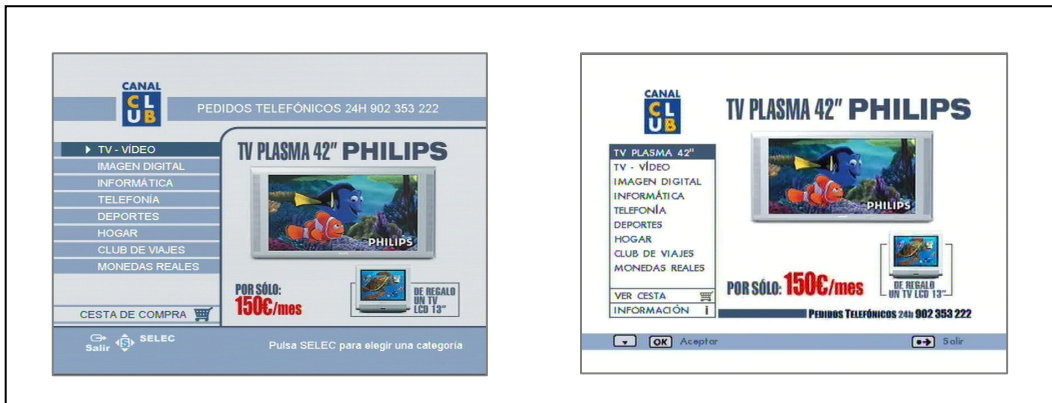 CANAL
CL
UB
PEDIDOS TELEFÓNICOS 24H 902 353 222
TV - VÍDEO
IMAGEN DIGITAL
INFORMÁTICA
TELEFONÍA
DEPORTES
HOGAR
CLUB DE VIAJES
MONEDAS REALES
CESTA DE COMPRA
TV PLASMA 42" PHILIPS
PHILIPS
POR SÓLO:
150€/mes
DE REGALO
UN TV
LCD 13"
Salir
S
SELEC
Pulsa SELEC para elegir una categoría
CANAL
CL
UB
TV PLASMA 42" PHILIPS
TV PLASMA 42"
TV - VÍDEO
IMAGEN DIGITAL
INFORMÁTICA
TELEFONÍA
DEPORTES
HOGAR
CLUB DE VIAJES
MONEDAS REALES
VER CESTA
INFORMACIÓN i
PHILIPS
POR SÓLO: 150€/mes
DE REGALO
UN TV LCD 13"
PEDIDOS TELEFÓNICOS 24h 902 353 222
OK Aceptar
Salir